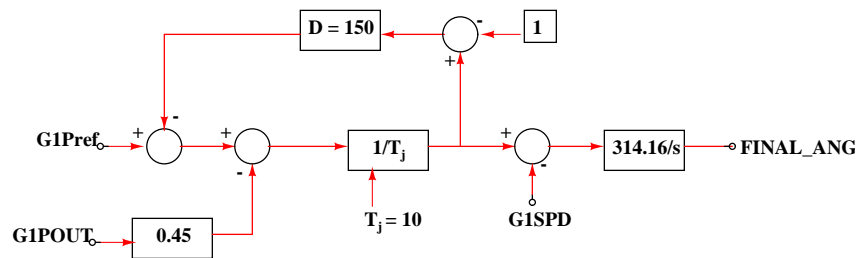 D = 150
-
1
+
-
G1Pref
+
+
-
1/Tj
+
-
314.16/s
FINAL_ANG
G1POUT
0.45
Tj = 10
G1SPD